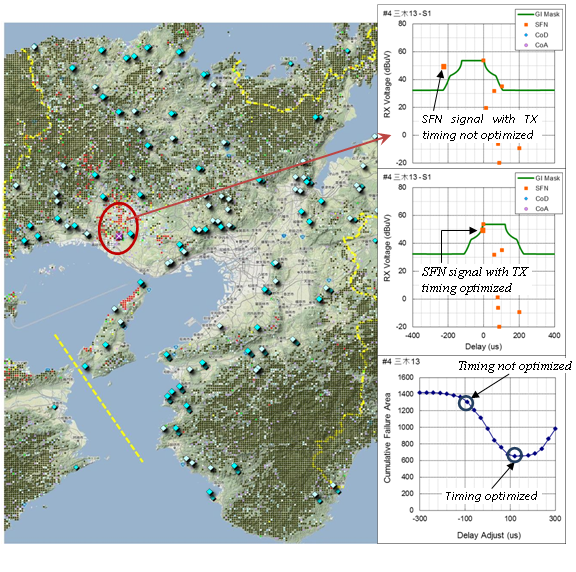 #4 三木13 - S1
GI Mask
SFN
CoD
CoA
RX Voltage (dBuV)
80
60
40
20
0
-20
SFN signal with TX
timing not optimized
#4 三木13 - S1
GI Mask
SFN
CoD
CoA
RX Voltage (dBuV)
80
60
40
20
0
-20
SFN signal with TX
timing optimized
-400 -200 0 200 400
Delay (us)
#4 三木13
Timing not optimized
Cumulative Failure Area
1600
1400
1200
1000
800
600
400
200
0
Timing optimized
-300 -100 100 300
Delay Adjust (us)